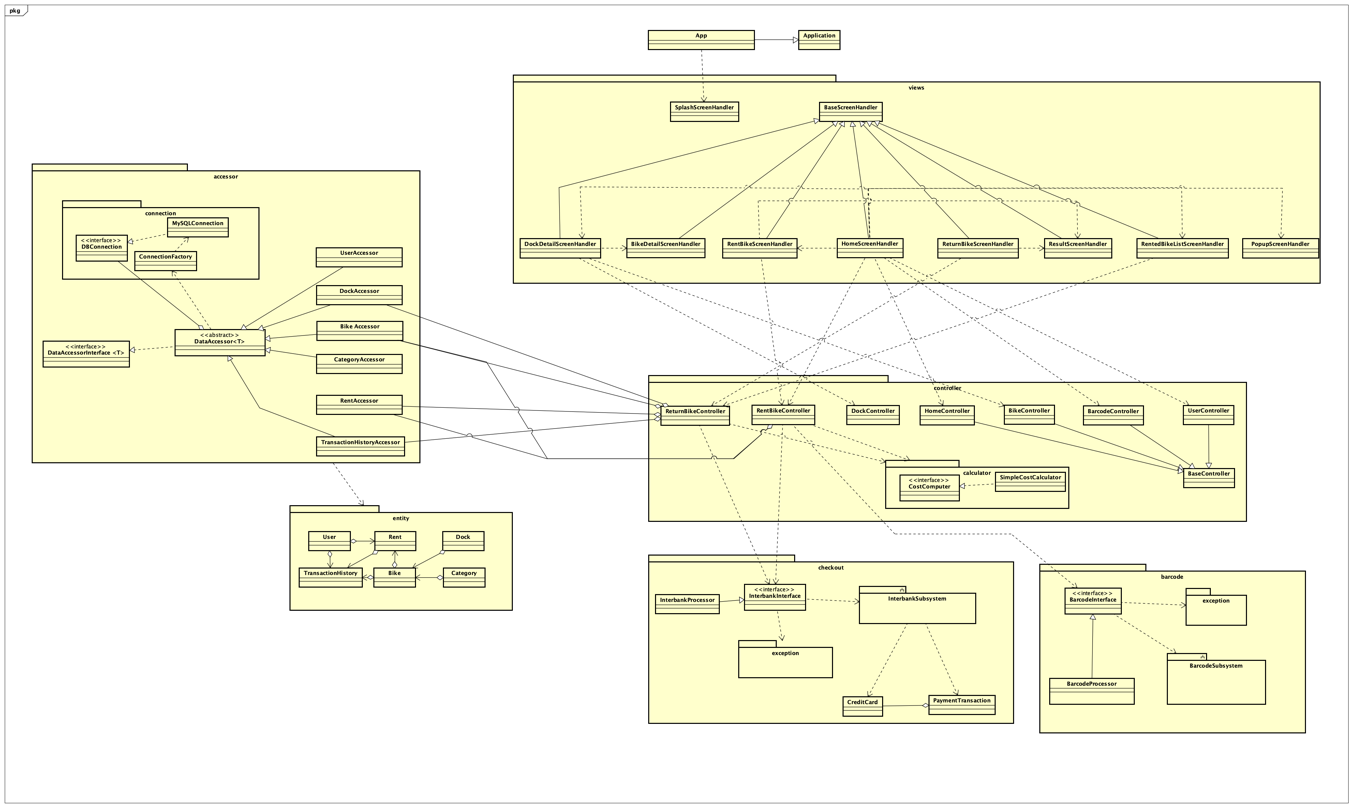 pkg
App
Application
views
SplashScreenHandler
BaseScreenHandler
DockDetailScreenHandler
BikeDetailScreenHandler
RentBikeScreenHandler
HomeScreenHandler
ReturnBikeScreenHandler
ResultScreenHandler
RentedBikeListScreenHandler
PopupScreenHandler
accessor
connection
MySQLConnection
<<interface>>
DBConnection
ConnectionFactory
UserAccessor
DockAccessor
Bike Accessor
CategoryAccessor
RentAccessor
TransactionHistoryAccessor
<<abstract>>
DataAccessor<T>
<<interface>>
DataAccessorInterface <T>
controller
ReturnBikeController
RentBikeController
DockController
HomeController
BikeController
BarcodeController
UserController
BaseController
calculator
<<interface>>
CostComputer
SimpleCostCalculator
entity
User
Rent
Dock
TransactionHistory
Bike
Category
checkout
InterbankProcessor
<<interface>>
InterbankInterface
InterbankSubsystem
exception
CreditCard
PaymentTransaction
barcode
<<interface>>
BarcodeInterface
exception
BarcodeSubsystem
BarcodeProcessor